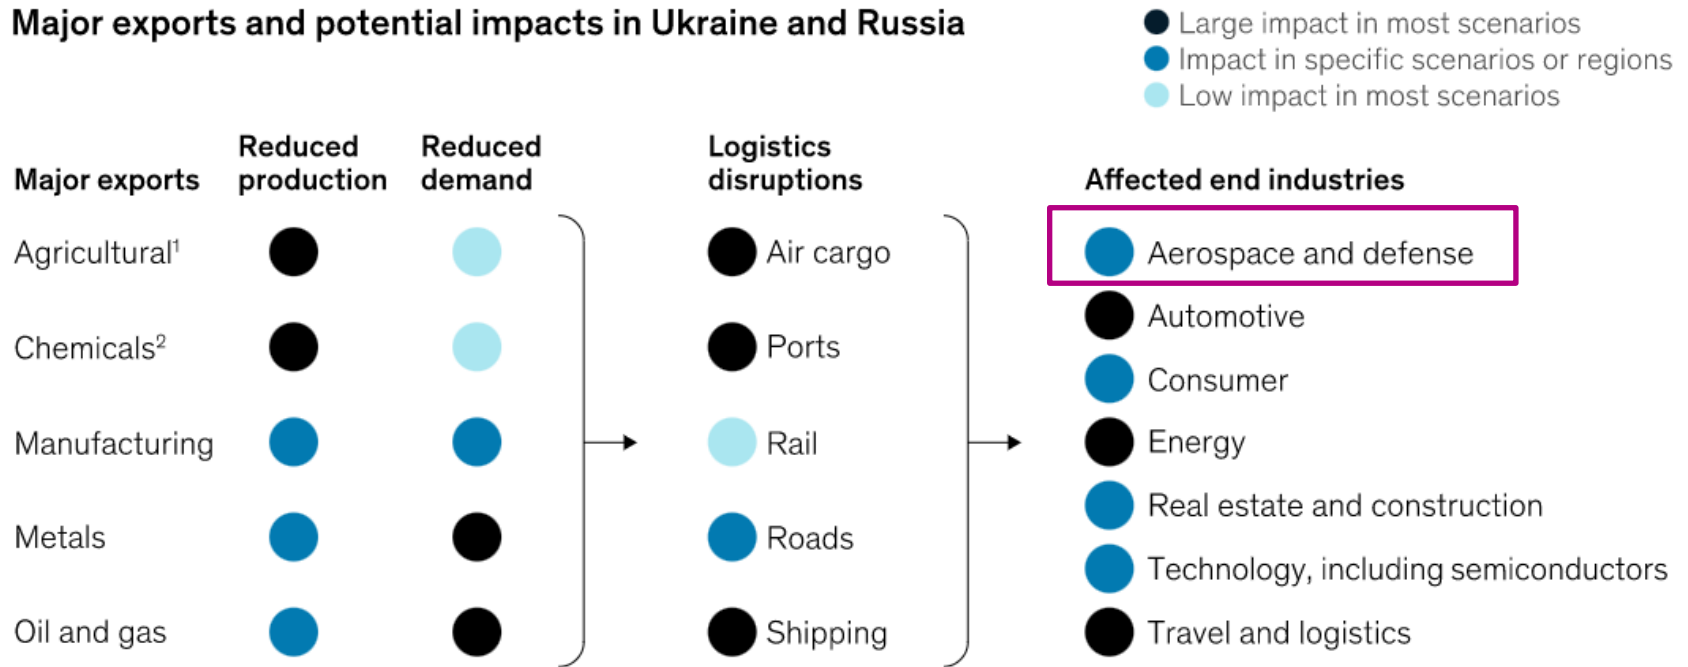 Major exports and potential impacts in Ukraine and Russia
Large impact in most scenarios
Impact in specific scenarios or regions
Low impact in most scenarios
Major exports
Reduced production
Reduced demand
Logistics disruptions
Affected end industries
Agricultural¹
Chemicals²
Manufacturing
Metals
Oil and gas
Air cargo
Ports
Rail
Roads
Shipping
Aerospace and defense
Automotive
Consumer
Energy
Real estate and construction
Technology, including semiconductors
Travel and logistics